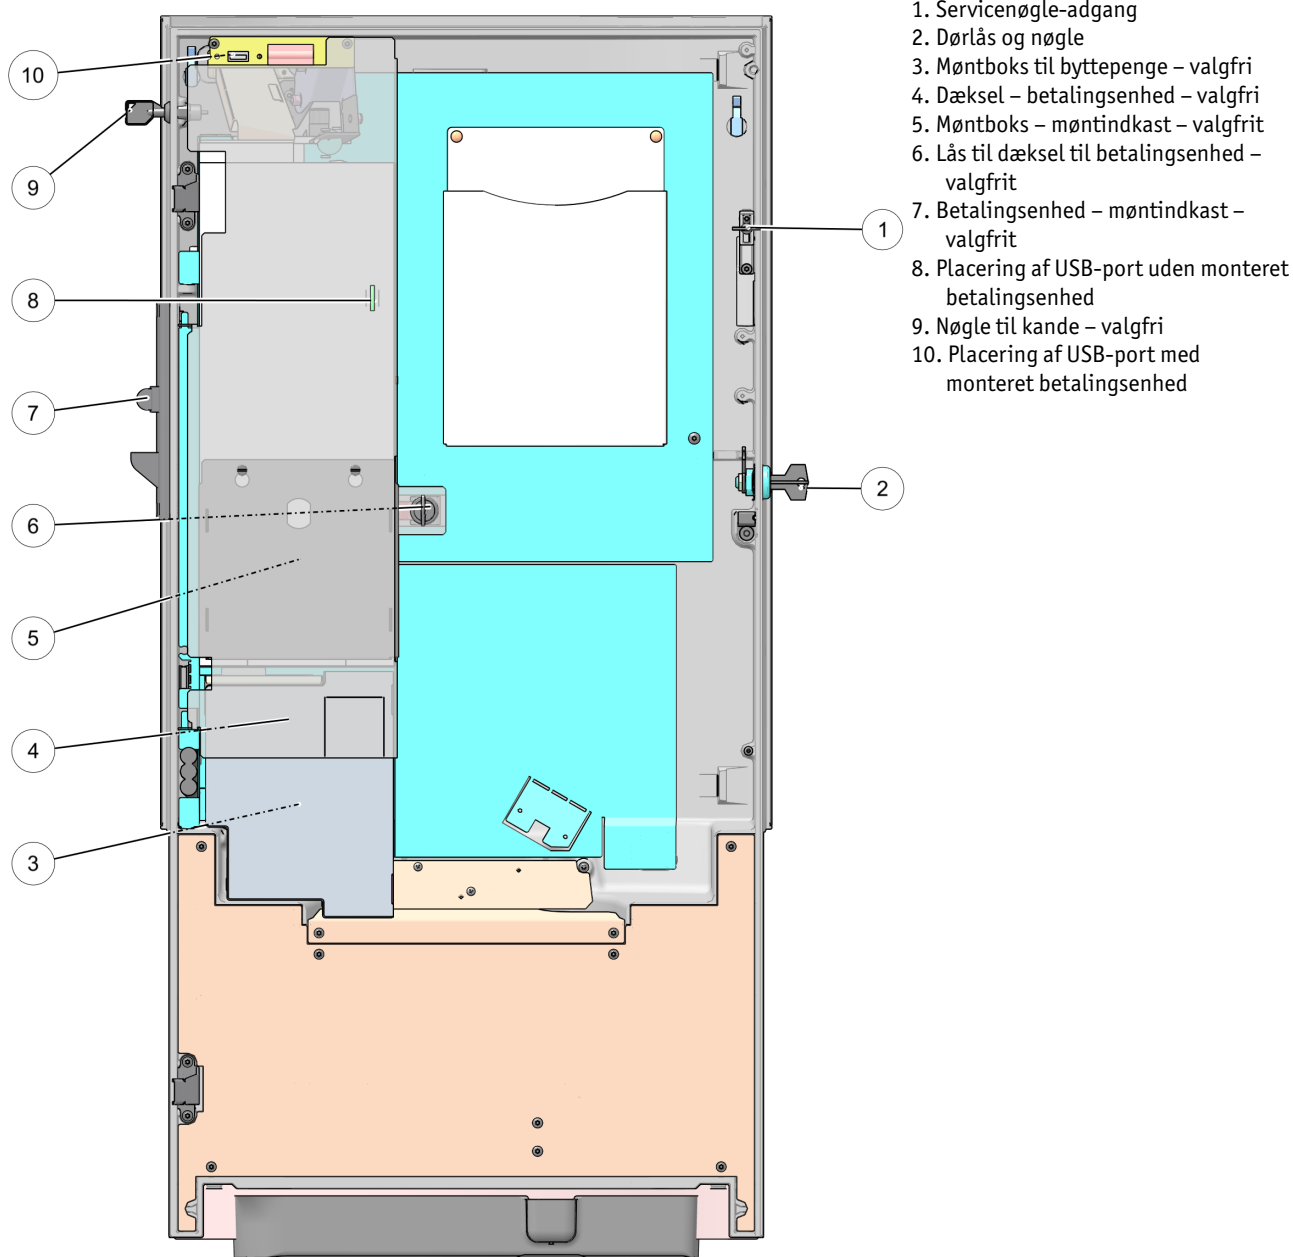 1. Servicenøgle-adgang
2. Dørlås og nøgle
3. Møntboks til byttepenge – valgfri
4. Dæksel – betalingsenhed – valgfri
5. Møntboks – møntindkast – valgfrit
6. Lås til dæksel til betalingsenhed –
valgfrit
7. Betalingsenhed – møntindkast –
valgfrit
8. Placering af USB-port uden monteret
betalingsenhed
9. Nøgle til kande – valgfri
10. Placering af USB-port med
monteret betalingsenhed
10
9
8
7
6
5
4
3
1
2